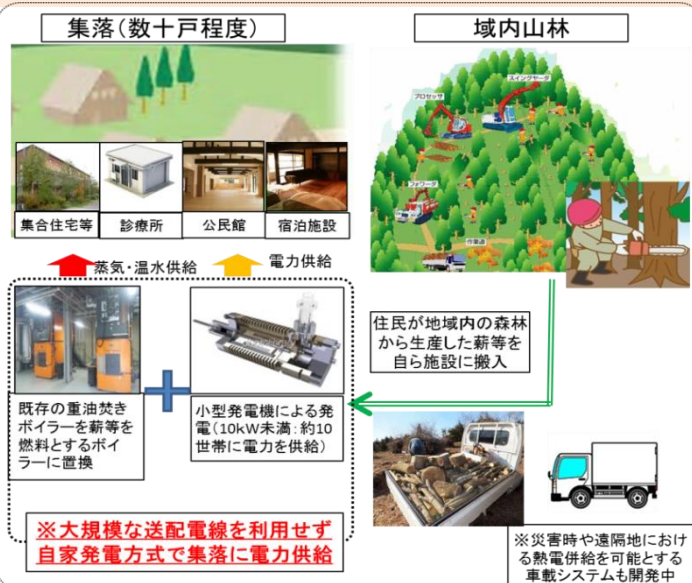 集落(数十戸程度)
域内山林
プロセッサ
スイングヤーダ
フォワーダ
作業道
集合住宅等
診療所
公民館
宿泊施設
蒸気・温水供給
電力供給
既存の重油焚き
ボイラーを薪等を
燃料とするボイ
ラーに置換
小型発電機による発
電(10kW未満:約10
世帯に電力を供給)
住民が地域内の森林
から生産した薪等を
自ら施設に搬入
※大規模な送配電線を利用せず
自家発電方式で集落に電力供給
※災害時や遠隔地におけ
る熱電併給を可能とする
車載システムも開発中